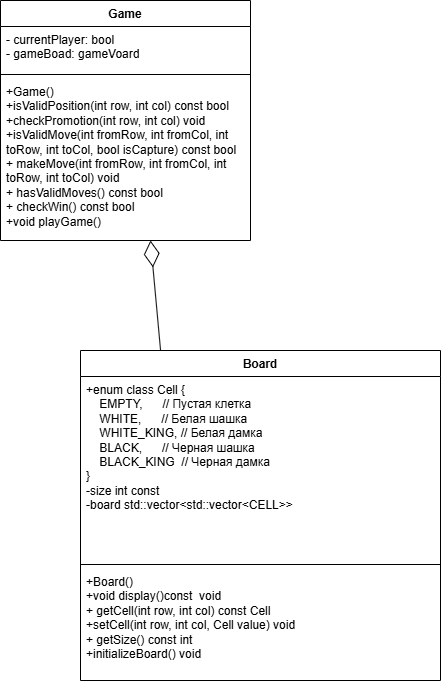 Game
- currentPlayer: bool
- gameBoad: gameVoard
+Game()
+isValidPosition(int row, int col) const bool
+checkPromotion(int row, int col) void
+isValidMove(int fromRow, int fromCol, int
toRow, int toCol, bool isCapture) const bool
+ makeMove(int fromRow, int fromCol, int
toRow, int toCol) void
+ hasValidMoves() const bool
+ checkWin() const bool
+void playGame()
Board
+enum class Cell {
EMPTY, // Пустая клетка
WHITE, // Белая шашка
WHITE_KING, // Белая дамка
BLACK, // Черная шашка
BLACK_KING // Черная дамка
}
-size int const
-board std::vector<std::vector<CELL>>
+Board()
+void display()const void
+ getCell(int row, int col) const Cell
+setCell(int row, int col, Cell value) void
+ getSize() const int
+initializeBoard() void